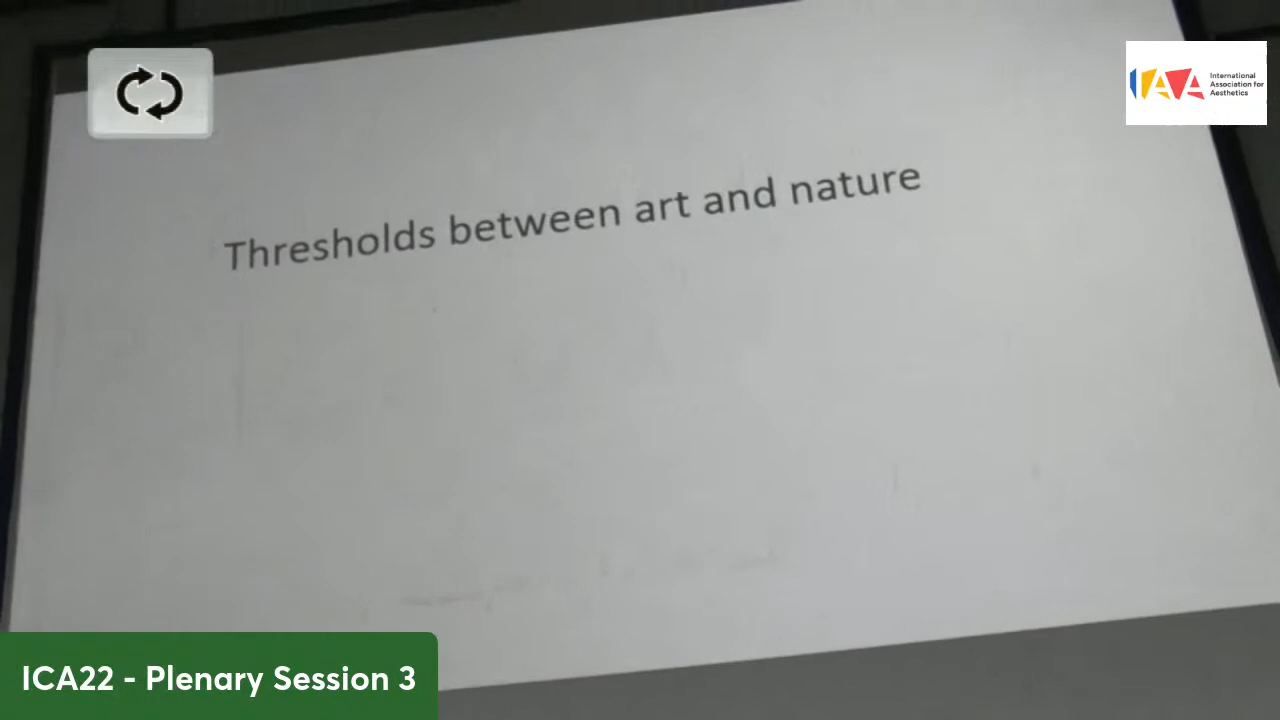 International
Association for
Aesthetics
Thresholds between art and nature
ICA22 - Plenary Session 3